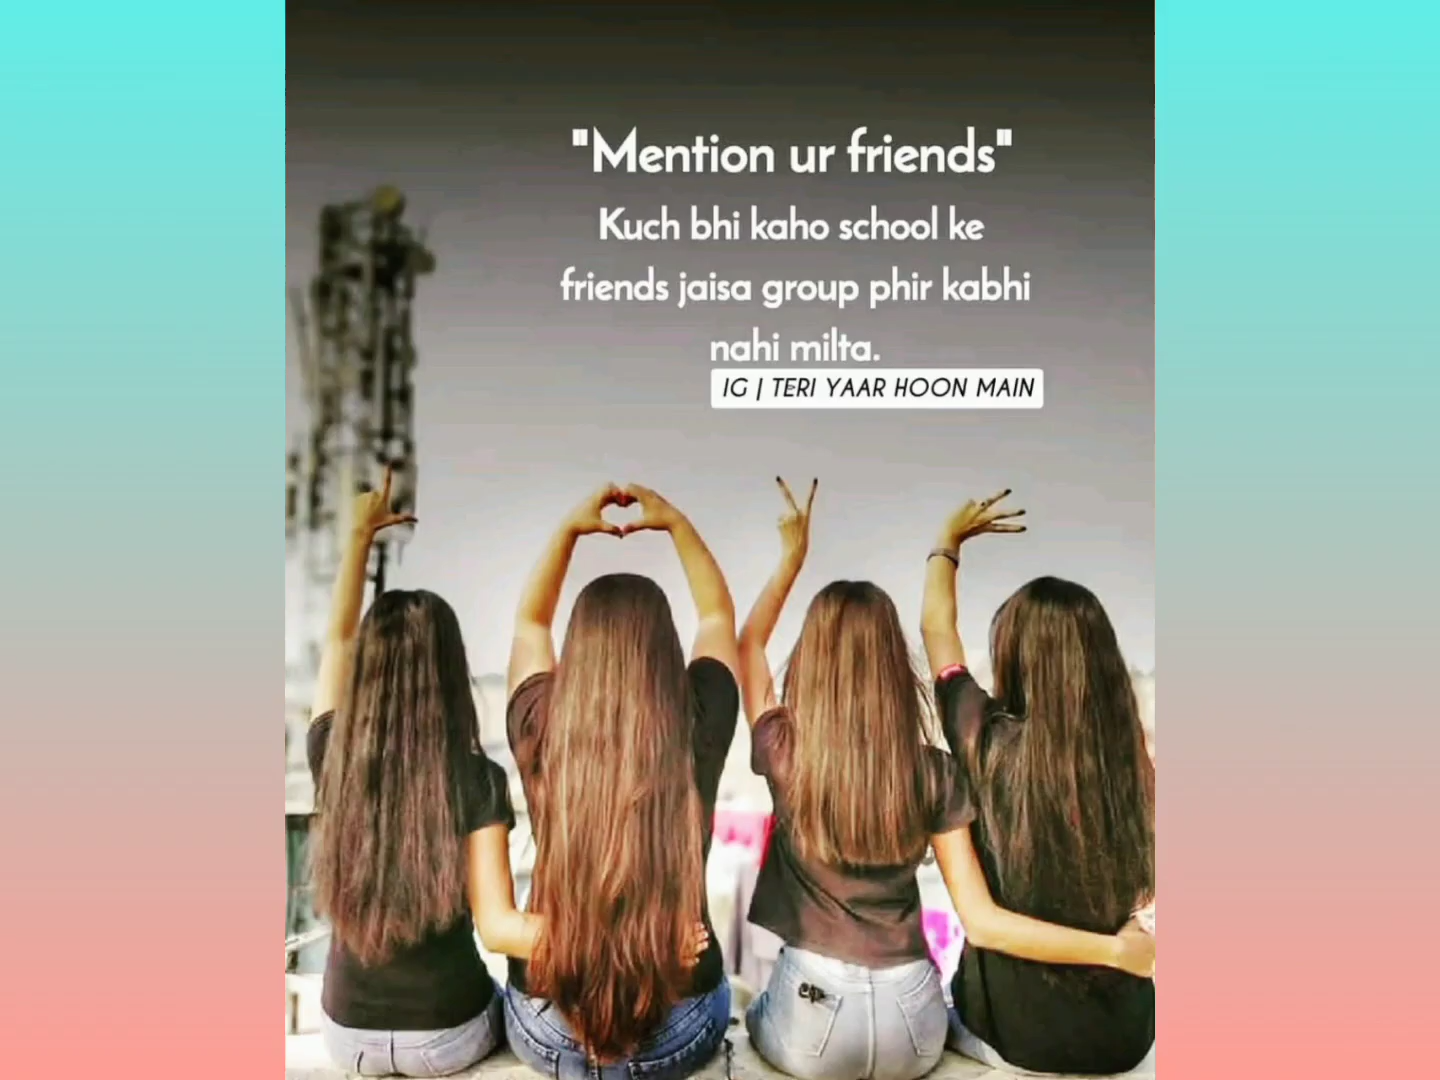 "Mention ur friends"
Kuch bhi kaho school ke
friends jaisa group phir kabhi
nahi milta.
IG | TERI YAAR HOON MAIN